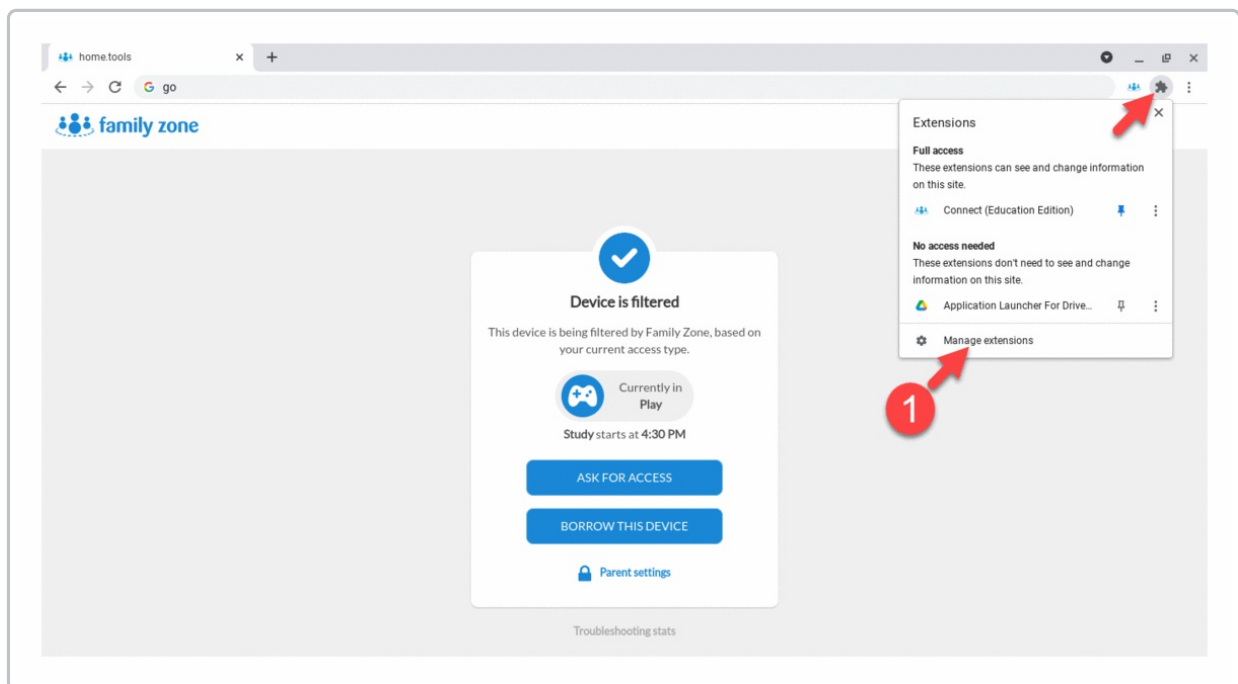 home.tools
go
family zone
Extensions
Full access
These extensions can see and change information
on this site.
Connect (Education Edition)
No access needed
These extensions don't need to see and change
information on this site.
Application Launcher For Drive...
Manage extensions
1
Device is filtered
This device is being filtered by Family Zone, based on
your current access type.
Currently in
Play
Study starts at 4:30 PM
ASK FOR ACCESS
BORROW THIS DEVICE
Parent settings
Troubleshooting stats